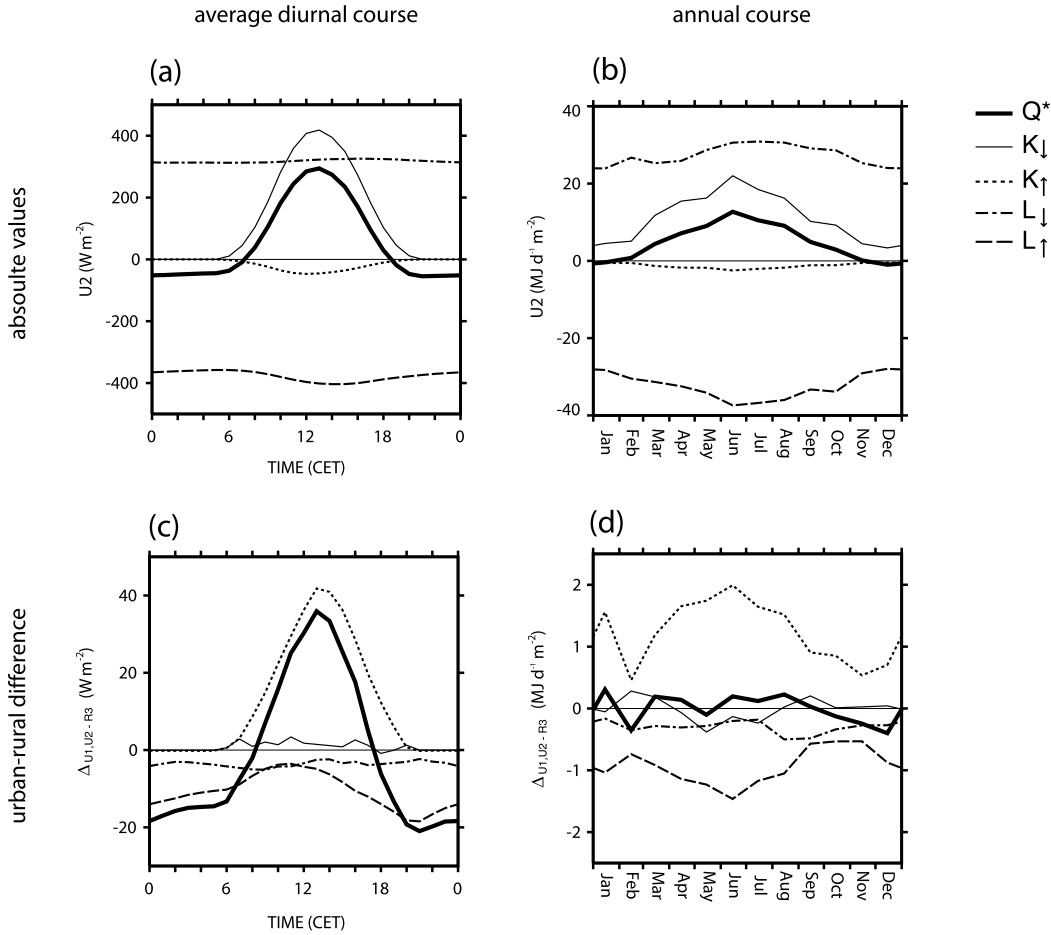 average diurnal course
annual course
absoulte values
(a)
U2 (W m⁻²)
400
200
0
-200
-400
0 6 12 18 0
TIME (CET)
(b)
U2 (MJ d⁻¹ m⁻²)
40
20
0
-20
-40
Jan Feb Mar Apr May Jun Jul Aug Sep Oct Nov Dec
Q*
K↓
K↑
L↓
L↑
urban-rural difference
(c)
Δ U1,U2 - R3 (W m⁻²)
40
20
0
-20
0 6 12 18 0
TIME (CET)
(d)
Δ U1,U2 - R3 (MJ d⁻¹ m⁻²)
2
1
0
-1
-2
Jan Feb Mar Apr May Jun Jul Aug Sep Oct Nov Dec